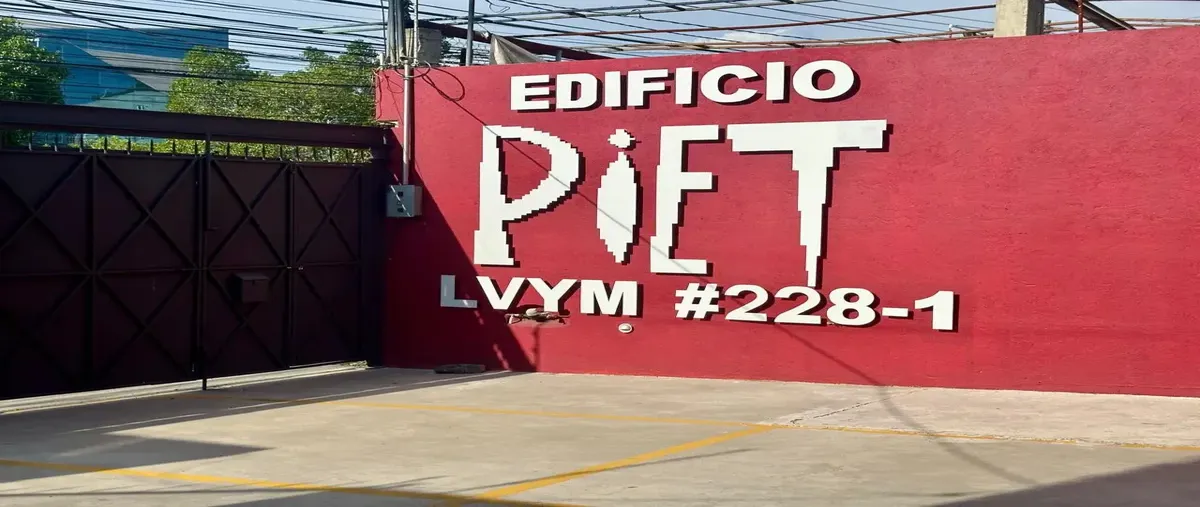 EDIFICIO
PiET
LVYM #228-1